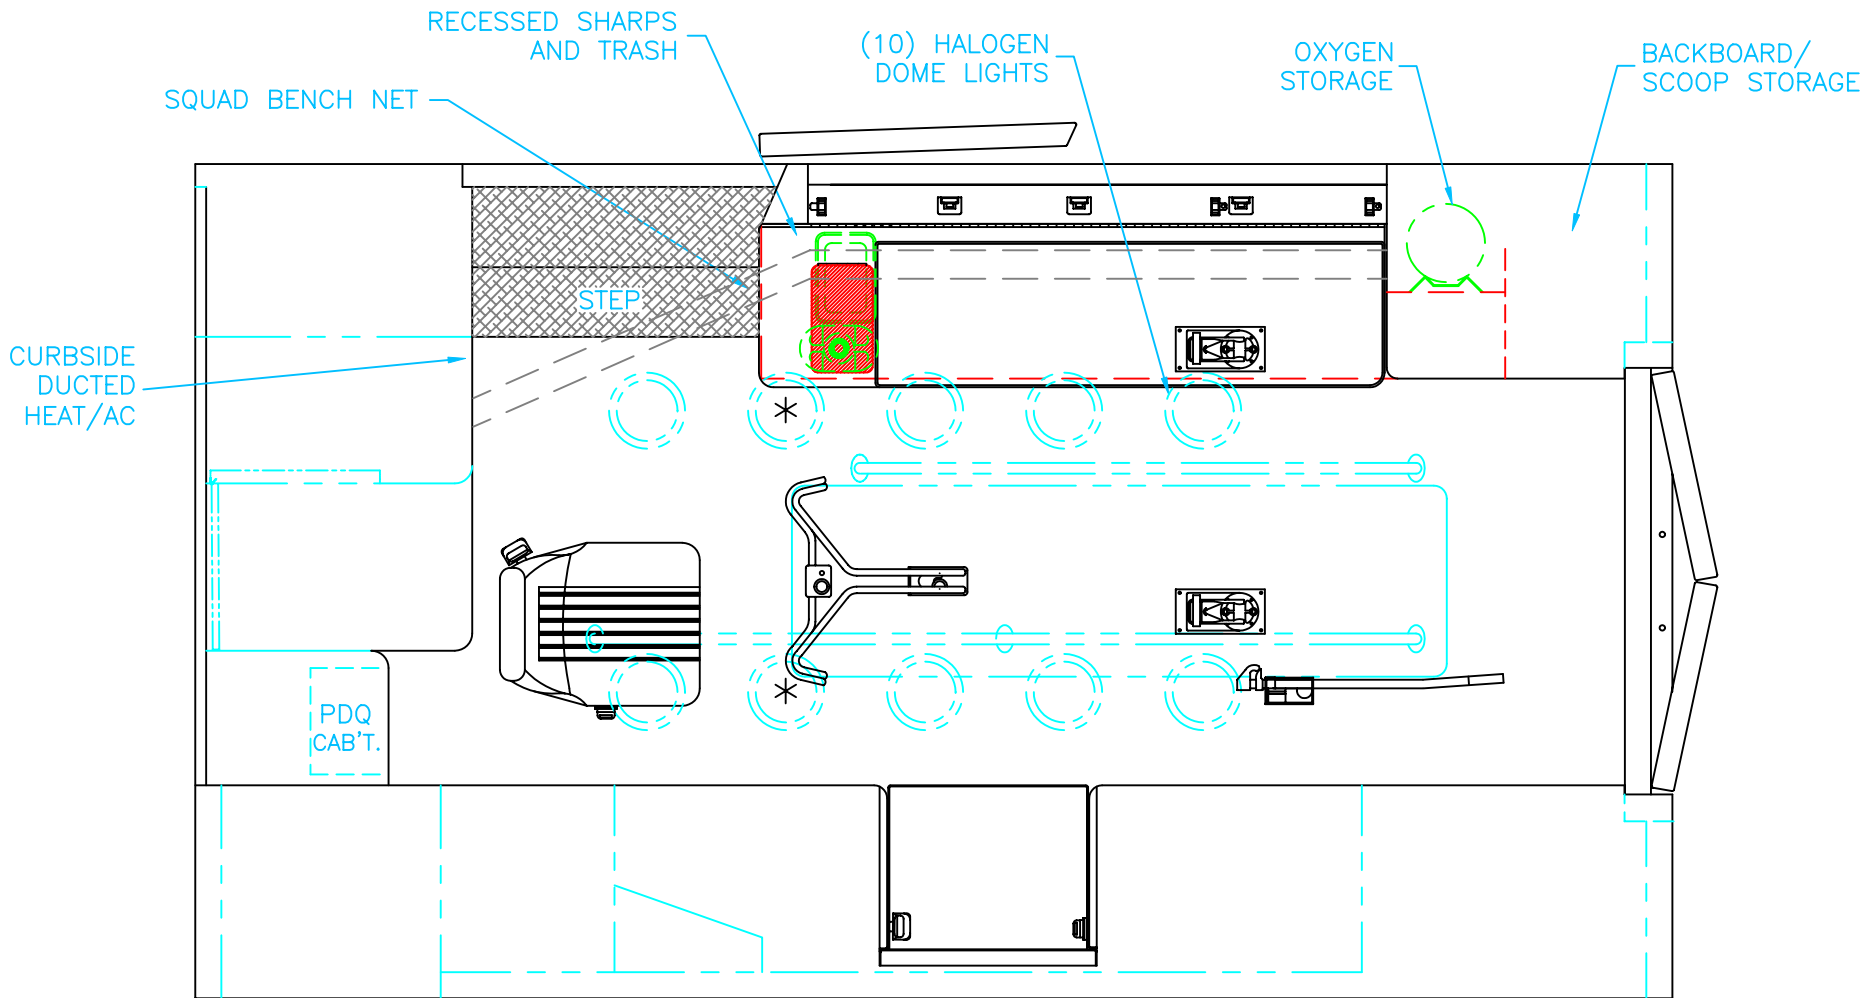 RECESSED SHARPS
AND TRASH
(10) HALOGEN
DOME LIGHTS
OXYGEN
STORAGE
BACKBOARD/
SCOOP STORAGE
SQUAD BENCH NET
STEP
CURBSIDE
DUCTED
HEAT/AC
PDQ
CAB'T.